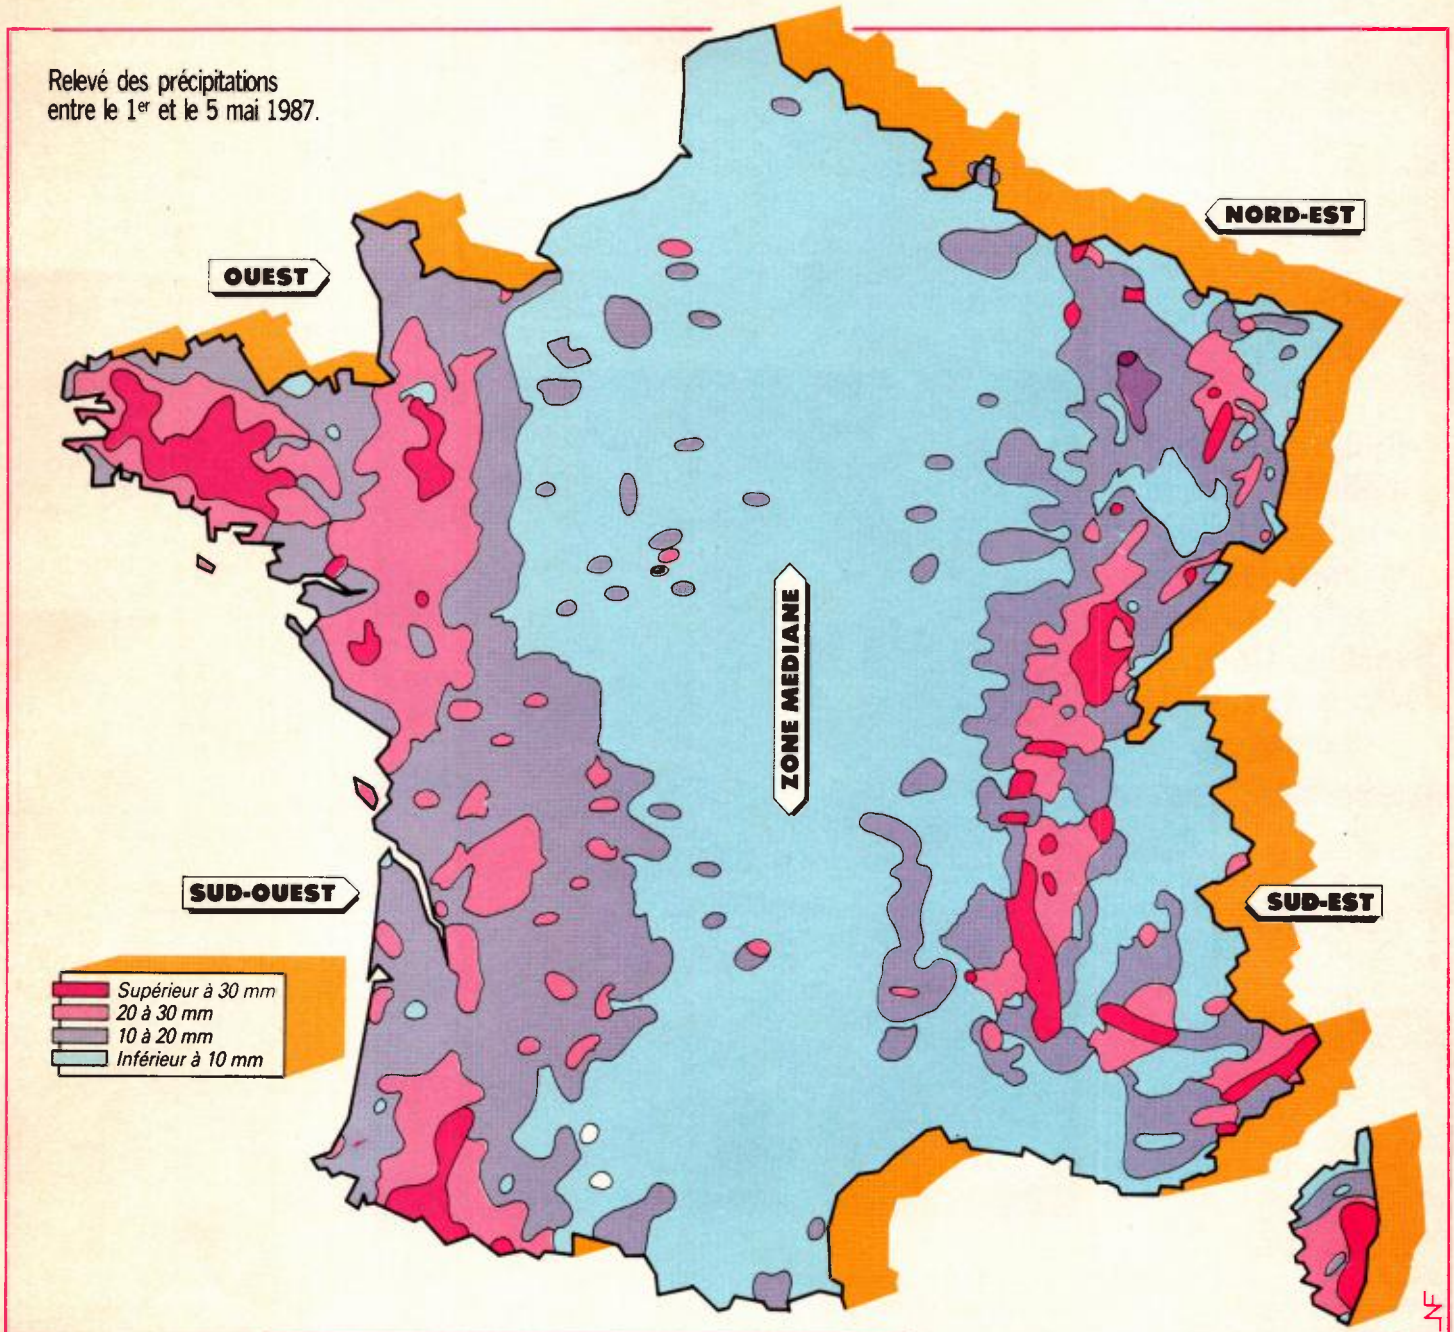 Relevé des précipitations
entre le 1er et le 5 mai 1987.
NORD-EST
OUEST
ZONE MEDIANE
SUD-OUEST
SUD-EST
Supérieur à 30 mm
20 à 30 mm
10 à 20 mm
Inférieur à 10 mm